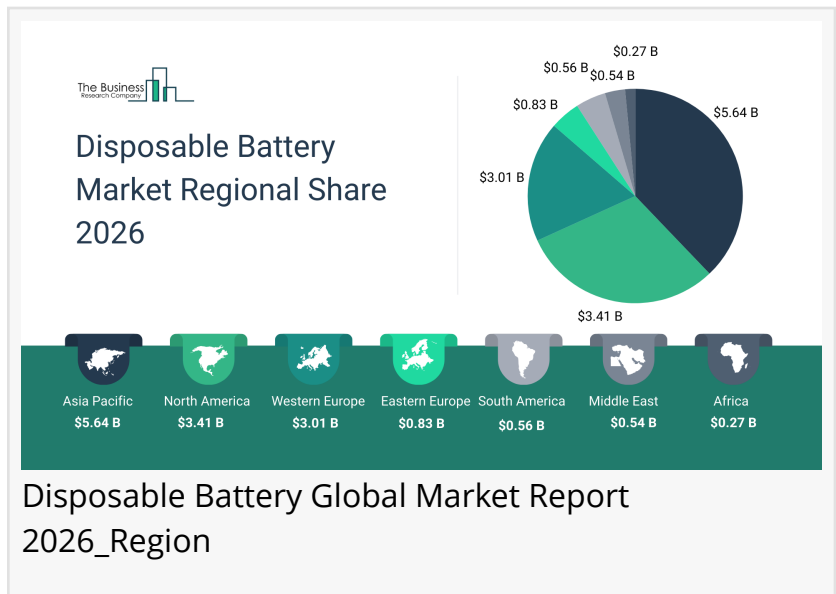 The Business
Research Company
Disposable Battery
Market Regional Share
2026
$0.27 B
$0.56 B
$0.54 B
$0.83 B
$5.64 B
$3.01 B
$3.41 B
Asia Pacific
$5.64 B
North America
$3.41 B
Western Europe
$3.01 B
Eastern Europe
$0.83 B
South America
$0.56 B
Middle East
$0.54 B
Africa
$0.27 B
Disposable Battery Global Market Report
2026_Region